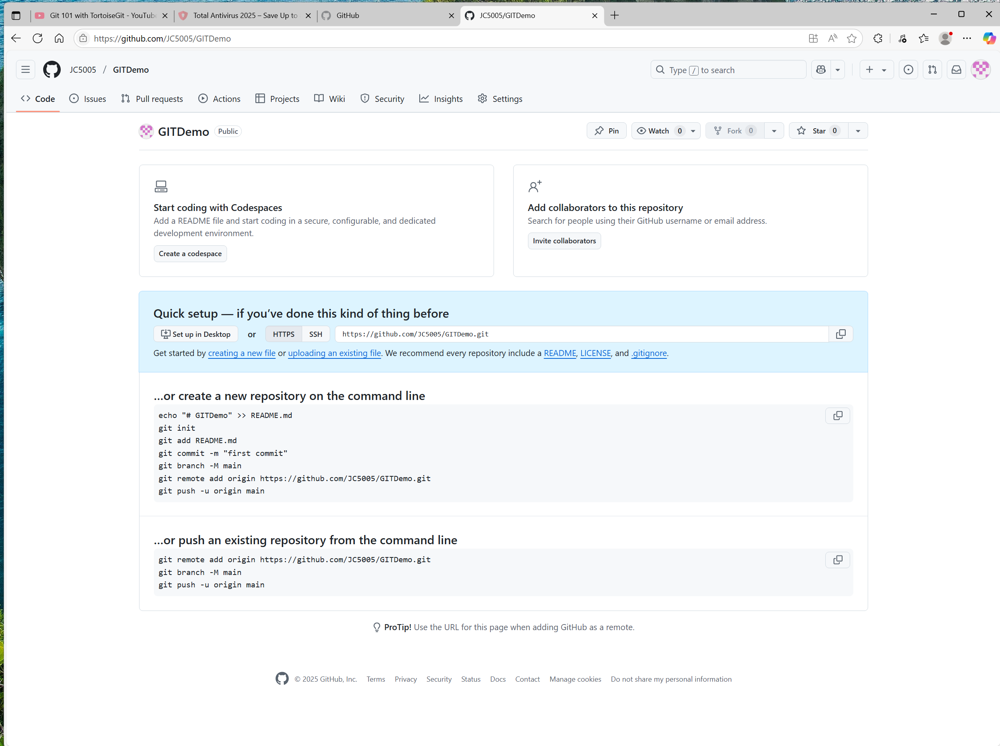 Git 101 with TortoiseGit - YouTube
Total Antivirus 2025 – Save Up to
GitHub
JC5005/GITDemo
https://github.com/JC5005/GITDemo
JC5005 / GITDemo
Type / to search
Code
Issues
Pull requests
Actions
Projects
Wiki
Security
Insights
Settings
GITDemo Public
Pin
Watch 0
Fork 0
Star 0
Start coding with Codespaces
Add a README file and start coding in a secure, configurable, and dedicated
development environment.
Create a codespace
Add collaborators to this repository
Search for people using their GitHub username or email address.
Invite collaborators
Quick setup — if you’ve done this kind of thing before
Set up in Desktop or HTTPS SSH https://github.com/JC5005/GITDemo.git
Get started by creating a new file or uploading an existing file. We recommend every repository include a README, LICENSE, and .gitignore.
…or create a new repository on the command line
echo "# GITDemo" >> README.md
git init
git add README.md
git commit -m "first commit"
git branch -M main
git remote add origin https://github.com/JC5005/GITDemo.git
git push -u origin main
…or push an existing repository from the command line
git remote add origin https://github.com/JC5005/GITDemo.git
git branch -M main
git push -u origin main
ProTip! Use the URL for this page when adding GitHub as a remote.
© 2025 GitHub, Inc. Terms Privacy Security Status Docs Contact Manage cookies Do not share my personal information